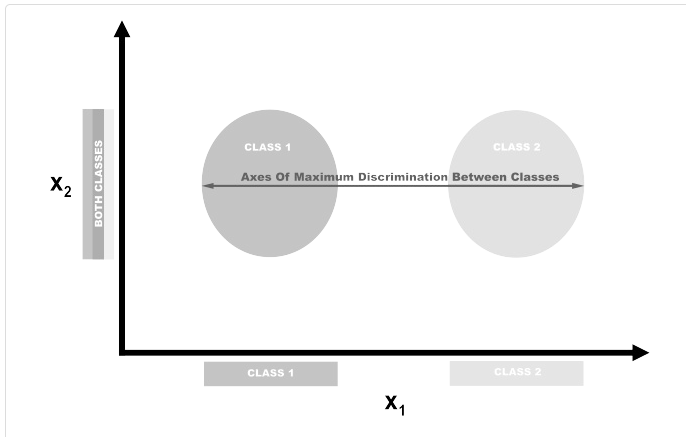 CLASS 1
CLASS 2
Axes Of Maximum Discrimination Between Classes
BOTH CLASSES
X2
CLASS 1
CLASS 2
X1